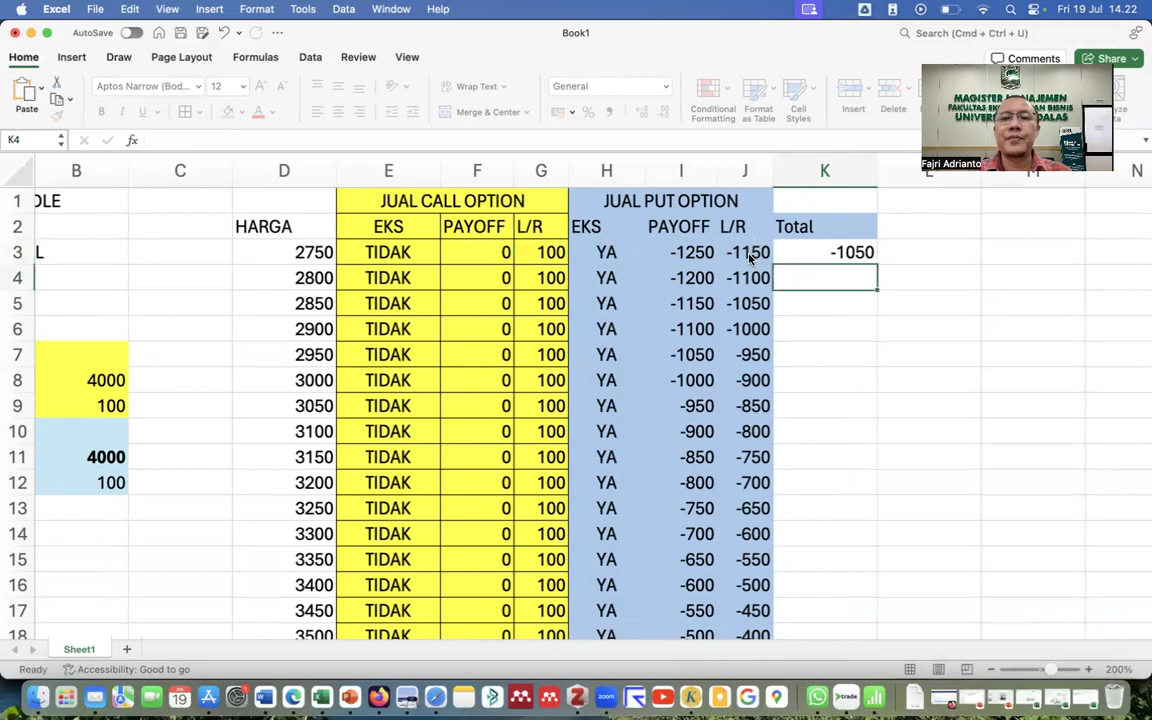 Excel File Edit View Insert Format Tools Data Window Help Fri 19 Jul 14.22
AutoSave Book1 Search (Cmd + Ctrl + U)
Home Insert Draw Page Layout Formulas Data Review View Comments Share
Paste Aptos Narrow (Bod... 12 Wrap Text General
Merge & Center Conditional Formatting Format as Table Cell Styles Insert Delete
MAGISTER MANAJEMEN
Fajri Adrianto
K4 fx
B C D E F G H I J K M N
1 OLE JUAL CALL OPTION JUAL PUT OPTION
2 HARGA EKS PAYOFF L/R EKS PAYOFF L/R Total
3 L 2750 TIDAK 0 100 YA -1250 -1150 -1050
4 2800 TIDAK 0 100 YA -1200 -1100
5 2850 TIDAK 0 100 YA -1150 -1050
6 2900 TIDAK 0 100 YA -1100 -1000
7 2950 TIDAK 0 100 YA -1050 -950
8 4000 3000 TIDAK 0 100 YA -1000 -900
9 100 3050 TIDAK 0 100 YA -950 -850
10 3100 TIDAK 0 100 YA -900 -800
11 4000 3150 TIDAK 0 100 YA -850 -750
12 100 3200 TIDAK 0 100 YA -800 -700
13 3250 TIDAK 0 100 YA -750 -650
14 3300 TIDAK 0 100 YA -700 -600
15 3350 TIDAK 0 100 YA -650 -550
16 3400 TIDAK 0 100 YA -600 -500
17 3450 TIDAK 0 100 YA -550 -450
18 3500 TIDAK 0 100 YA -500 -400
Sheet1
Ready Accessibility: Good to go 200%